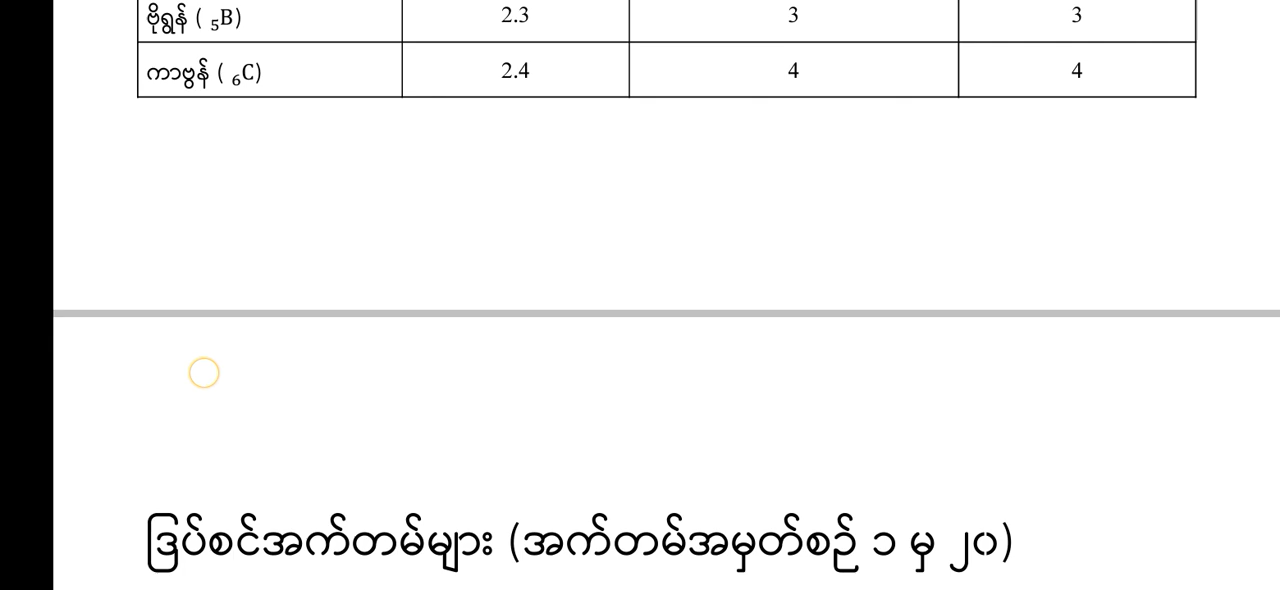 ဗိုရွန် ( ₅B) 2.3 3 3
ကာဗွန် ( ₆C) 2.4 4 4
ဒြပ်စင်အက်တမ်များ (အက်တမ်အမှတ်စဉ် ၁ မှ ၂၀)